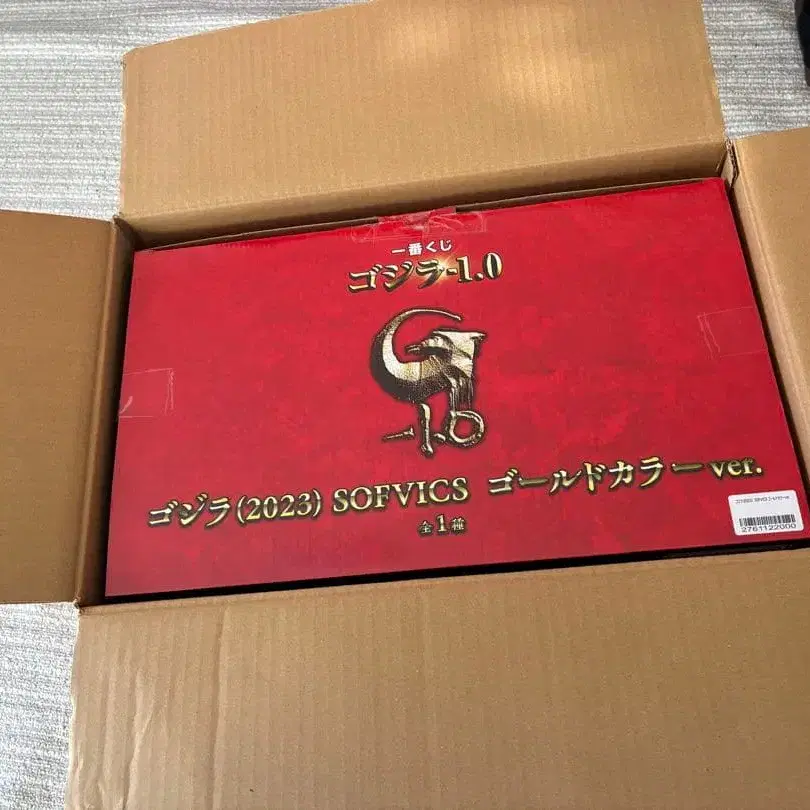 一番くじ
ゴジラ-1.0
-1.0
ゴジラ(2023) SOFVICS ゴールドカラーver.
全1種
2761122000